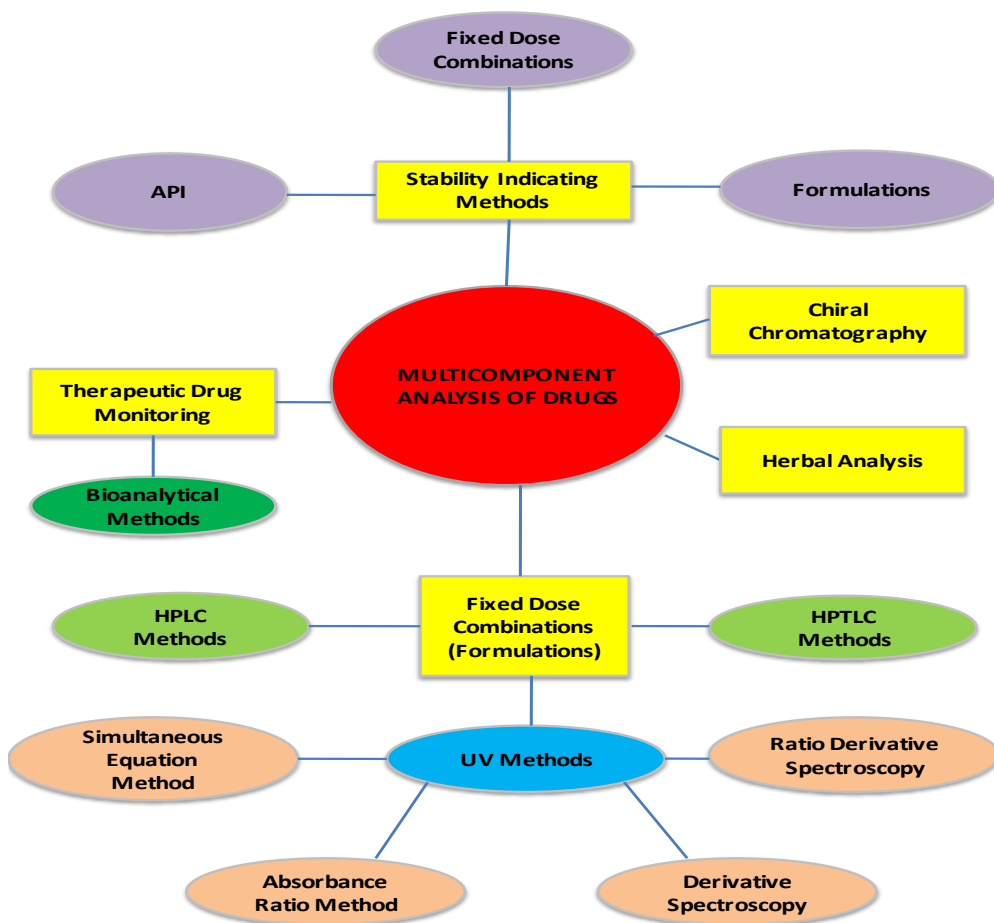 Fixed Dose
Combinations
API
Stability Indicating
Methods
Formulations
Chiral
Chromatography
MULTICOMPONENT
ANALYSIS OF DRUGS
Therapeutic Drug
Monitoring
Herbal Analysis
Bioanalytical
Methods
HPLC
Methods
Fixed Dose
Combinations
(Formulations)
HPTLC
Methods
Simultaneous
Equation
Method
UV Methods
Ratio Derivative
Spectroscopy
Absorbance
Ratio Method
Derivative
Spectroscopy